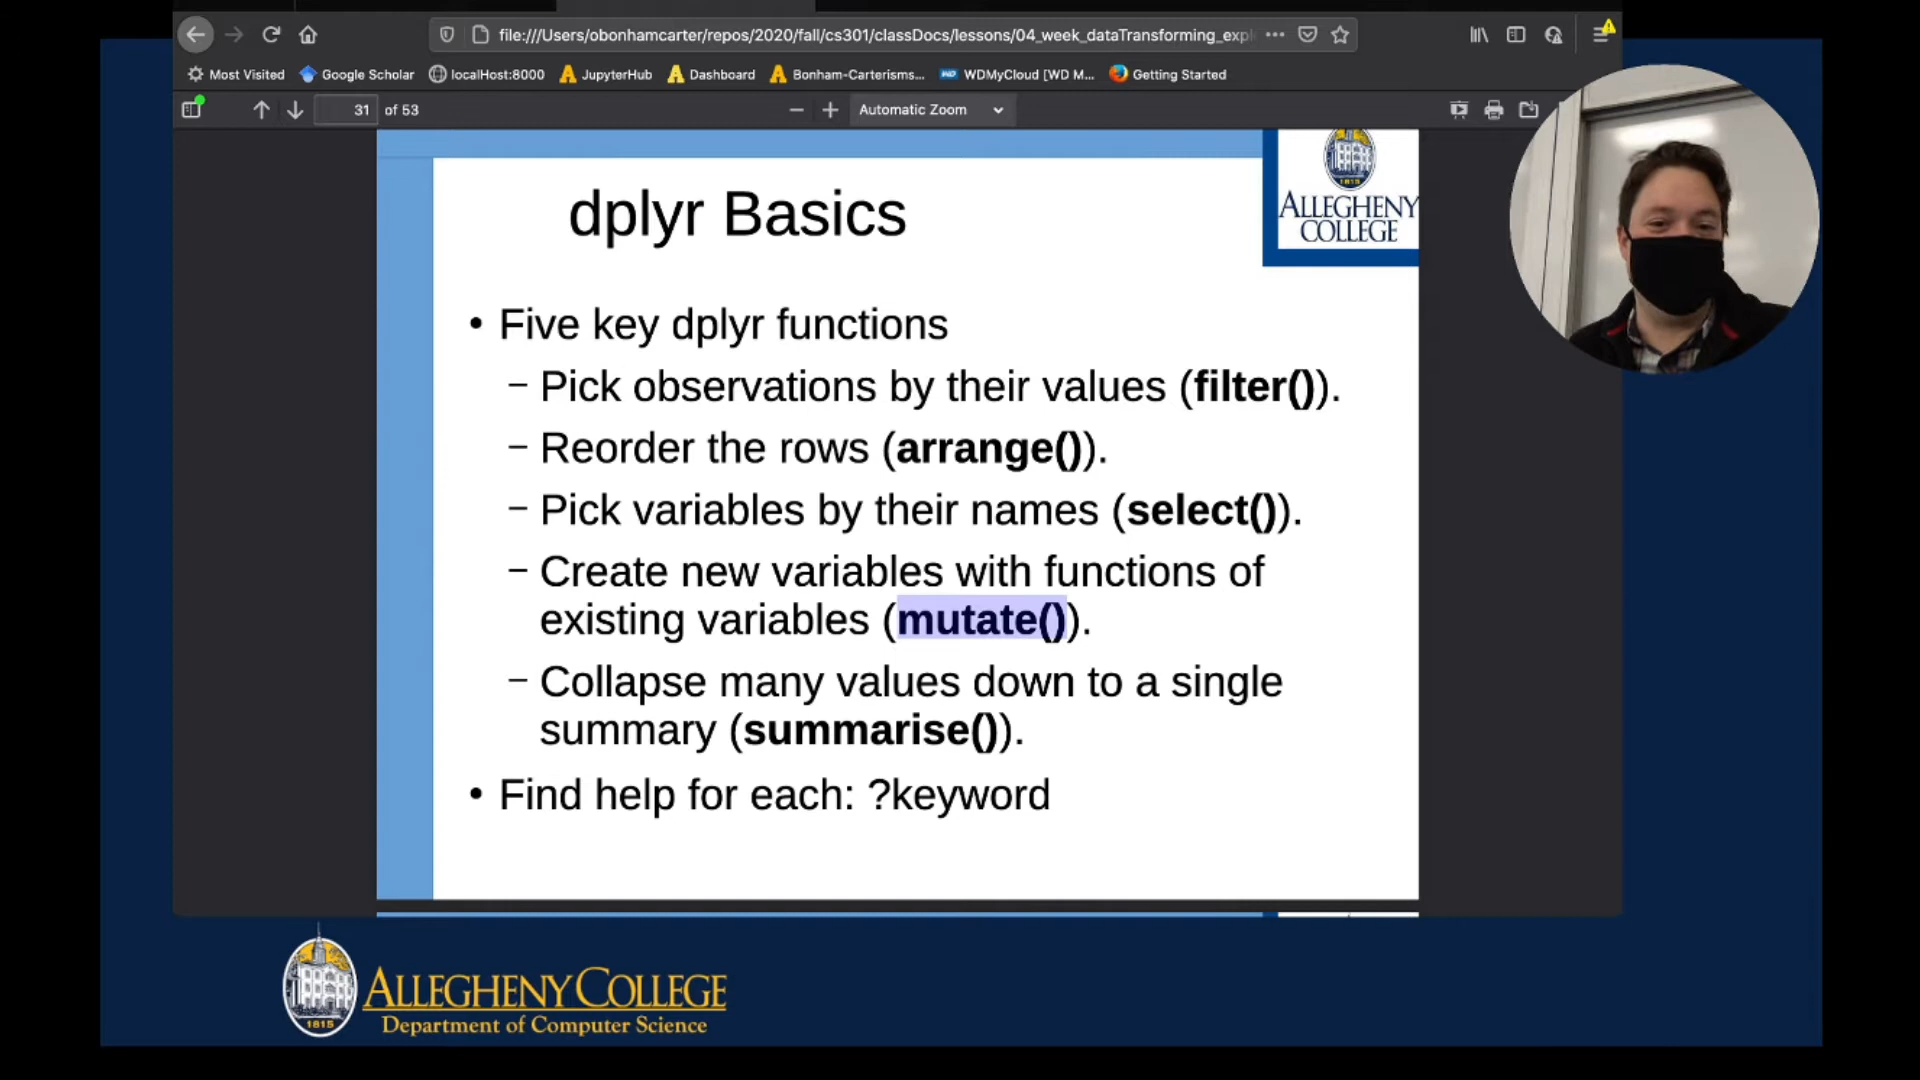 file:///Users/obonhamcarter/repos/2020/fall/cs301/classDocs/lessons/04_week_dataTransforming_expl
Most Visited Google Scholar localHost:8000 JupyterHub Dashboard Bonham-Carterisms... WDMyCloud [WD M... Getting Started
31 of 53 Automatic Zoom
dplyr Basics
1815
ALLEGHENY
COLLEGE
• Five key dplyr functions
– Pick observations by their values (filter()).
– Reorder the rows (arrange()).
– Pick variables by their names (select()).
– Create new variables with functions of
existing variables (mutate()).
– Collapse many values down to a single
summary (summarise()).
• Find help for each: ?keyword
1815
ALLEGHENY COLLEGE
Department of Computer Science